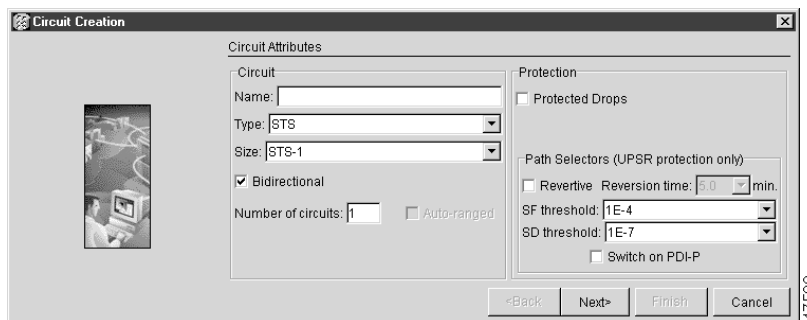 Circuit Creation
Circuit Attributes
Circuit
Name:
Type: STS
Size: STS-1
Bidirectional
Number of circuits: 1 Auto-ranged
Protection
Protected Drops
Path Selectors (UPSR protection only)
Revertive Reversion time: 5.0 min.
SF threshold: 1E-4
SD threshold: 1E-7
Switch on PDI-P
<Back Next> Finish Cancel